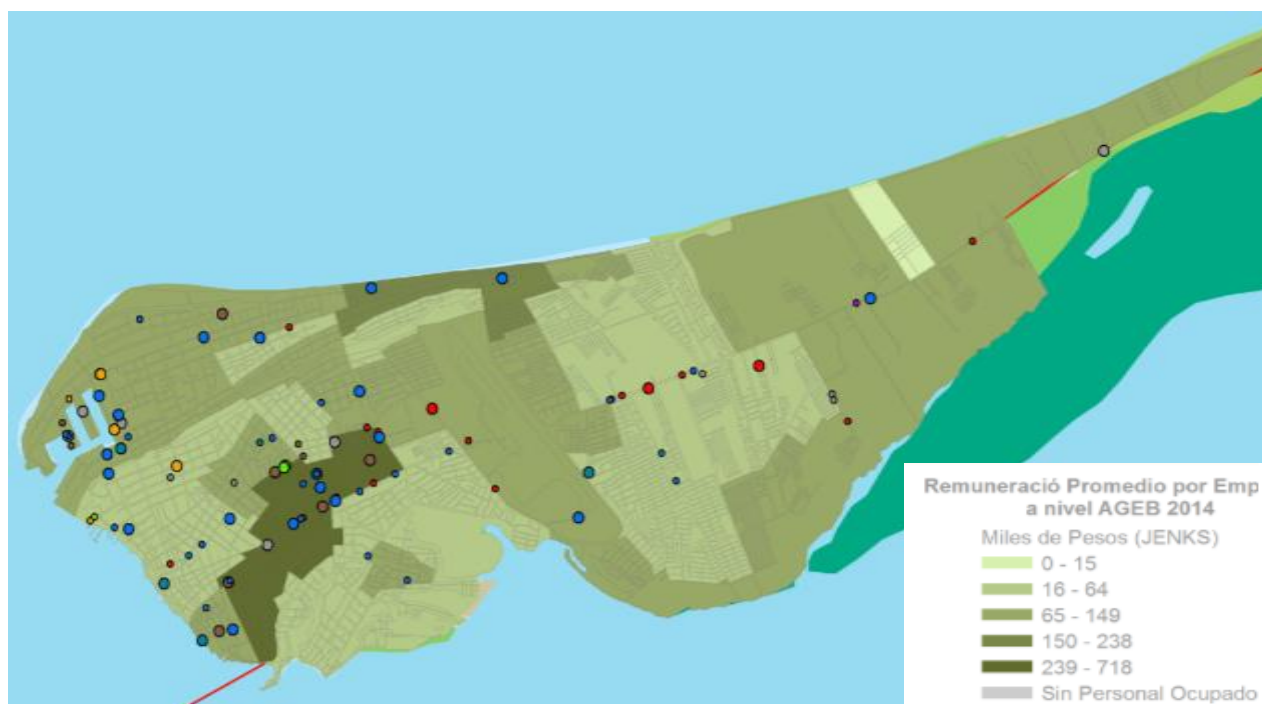 Remuneració Promedio por Emp
a nivel AGEB 2014
Miles de Pesos (JENKS)
0 - 15
16 - 64
65 - 149
150 - 238
239 - 718
Sin Personal Ocupado